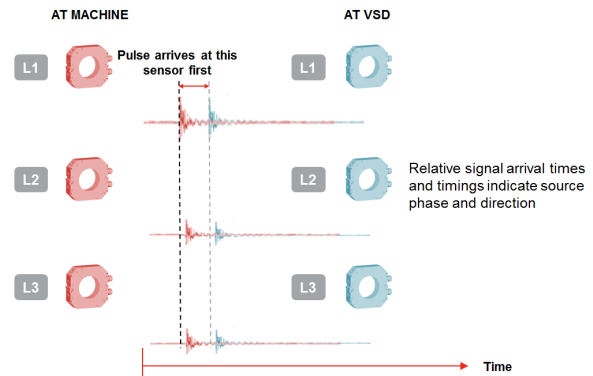 AT MACHINE
AT VSD
L1
Pulse arrives at this
sensor first
L1
L2
L2
Relative signal arrival times
and timings indicate source
phase and direction
L3
L3
Time